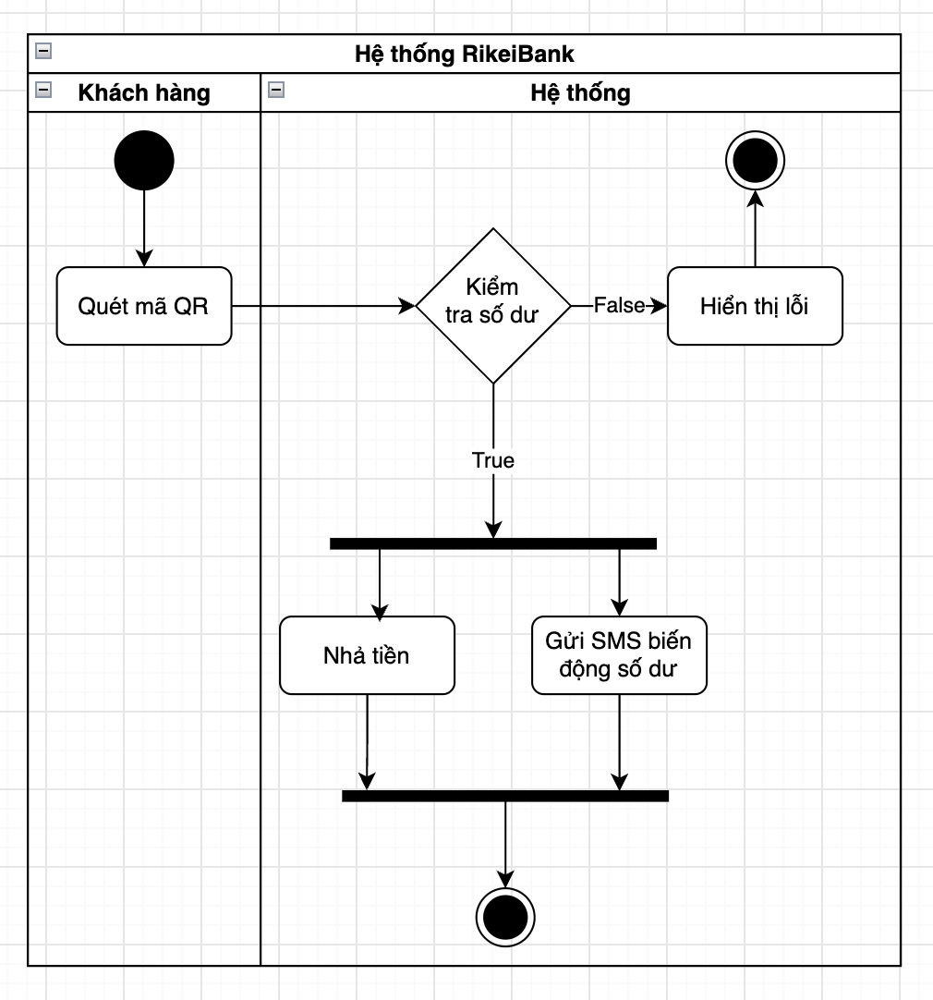 Hệ thống RikeiBank
Khách hàng
Hệ thống
Quét mã QR
Kiểm
tra số dư
False
Hiển thị lỗi
True
Nhả tiền
Gửi SMS biến
động số dư